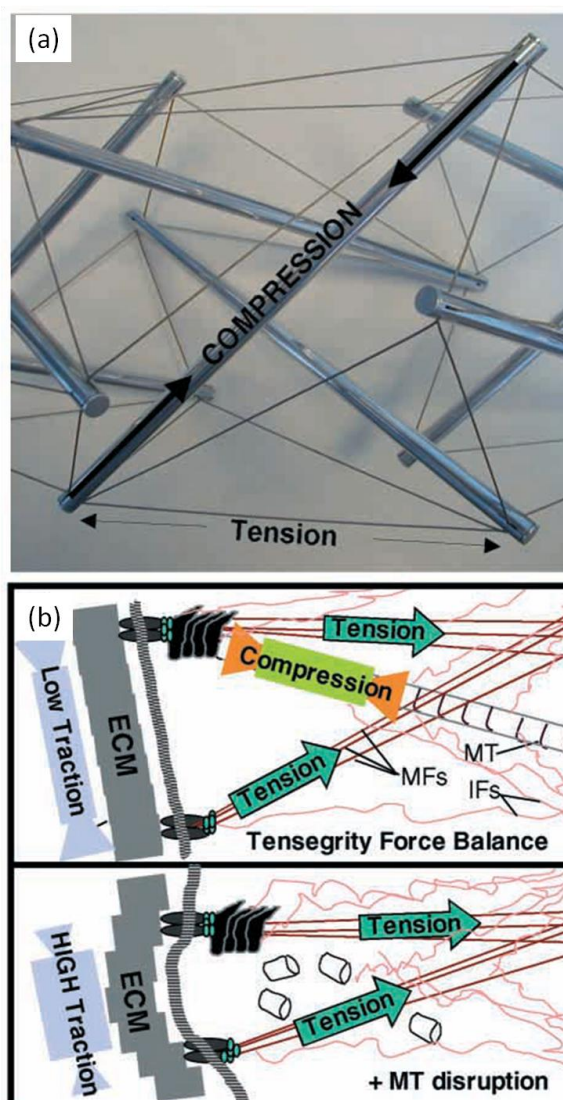 (a)
COMPRESSION
Tension
(b)
Tension
Compression
Low Traction
ECM
MT
MFs
IFs
Tension
Tensegrity Force Balance
Tension
HIGH Traction
ECM
Tension
+ MT disruption